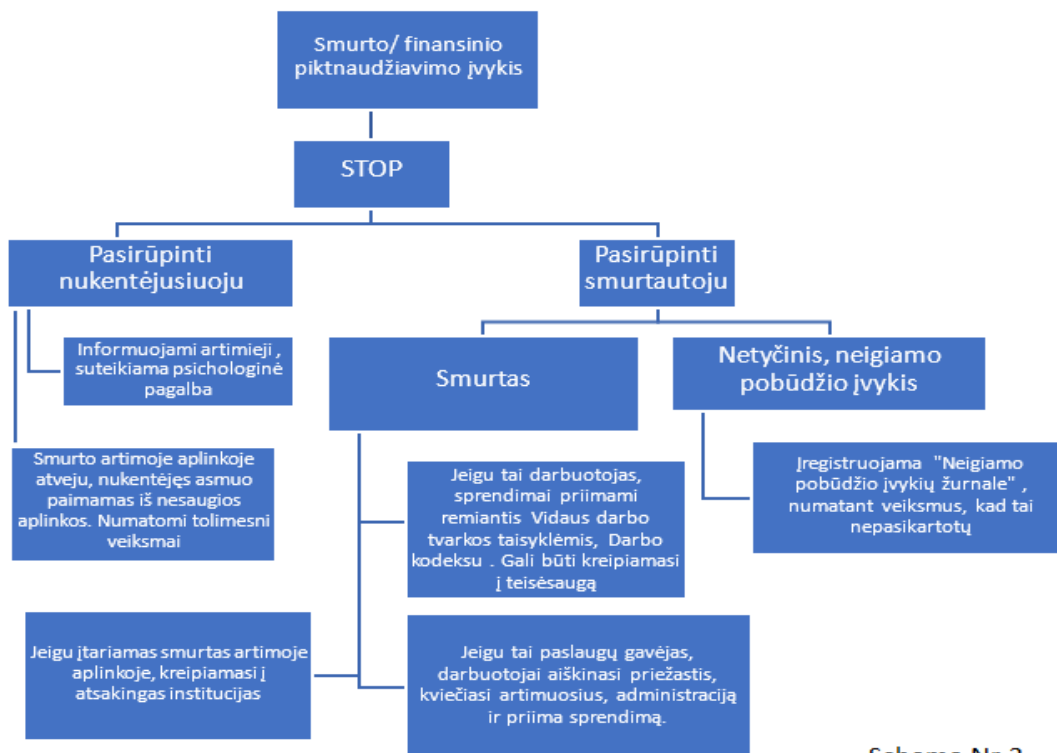 Smurto/ finansinio
piktnaudžiavimo įvykis
STOP
Pasirūpinti
nukentėjusiuoju
Pasirūpinti
smurtautoju
Informuojami artimieji ,
suteikiama psichologinė
pagalba
Smurtas
Netyčinis, neigiamo
pobūdžio įvykis
Smurto artimoje aplinkoje
atveju, nukentėjęs asmuo
paimamas iš nesaugios
aplinkos. Numatomi tolimesni
veiksmai
Jeigu tai darbuotojas,
sprendimai priimami
remiantis Vidaus darbo
tvarkos taisyklėmis, Darbo
kodeksu . Gali būti kreipiamasi
į teisėsaugą
Įregistruojama "Neigiamo
pobūdžio įvykių žurnale" ,
numatant veiksmus, kad tai
nepasikartotų
Jeigu įtariamas smurtas artimoje
aplinkoje, kreipiamasi į
atsakingas institucijas
Jeigu tai paslaugų gavėjas,
darbuotojai aiškinasi priežastis,
kviečiasi artimuosius, administraciją
ir priima sprendimą.